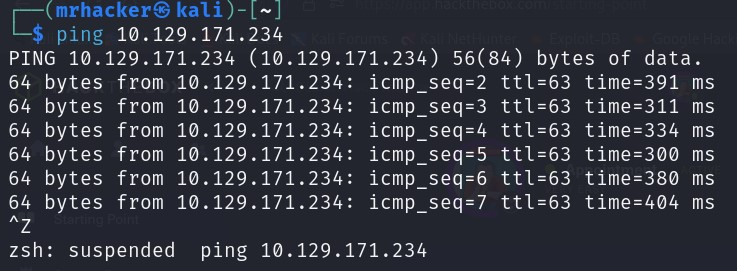 ┌──(mrhacker㉿kali)-[~]
└─$ ping 10.129.171.234
PING 10.129.171.234 (10.129.171.234) 56(84) bytes of data.
64 bytes from 10.129.171.234: icmp_seq=2 ttl=63 time=391 ms
64 bytes from 10.129.171.234: icmp_seq=3 ttl=63 time=311 ms
64 bytes from 10.129.171.234: icmp_seq=4 ttl=63 time=334 ms
64 bytes from 10.129.171.234: icmp_seq=5 ttl=63 time=300 ms
64 bytes from 10.129.171.234: icmp_seq=6 ttl=63 time=380 ms
64 bytes from 10.129.171.234: icmp_seq=7 ttl=63 time=404 ms
^Z
Starting Point
zsh: suspended  ping 10.129.171.234